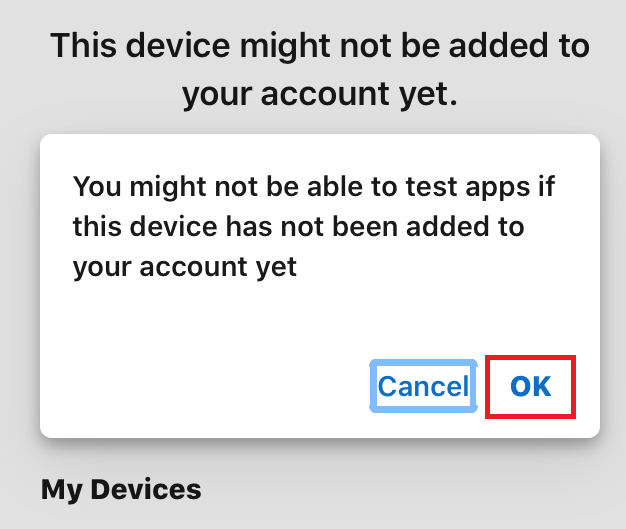 This device might not be added to
your account yet.
You might not be able to test apps if
this device has not been added to
your account yet
Cancel
OK
My Devices